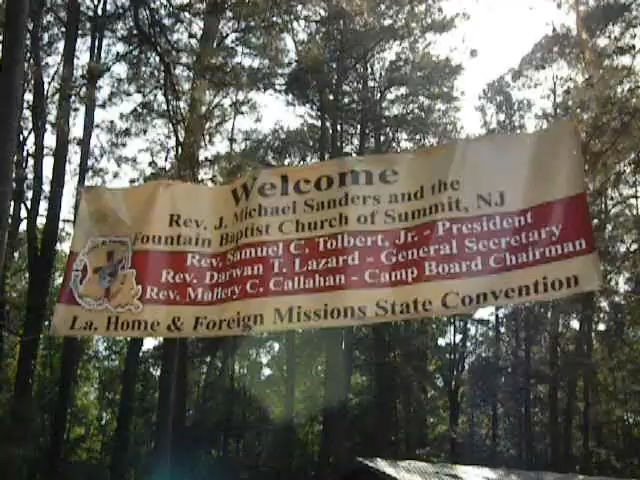 Welcome
Rev. J. Michael Sanders and the
Fountain Baptist Church of Summit, NJ
Rev. Samuel C. Tolbert, Jr. - President
Rev. Darwan T. Lazard - General Secretary
Rev. Mallery C. Callahan - Camp Board Chairman
La. Home & Foreign Missions State Convention